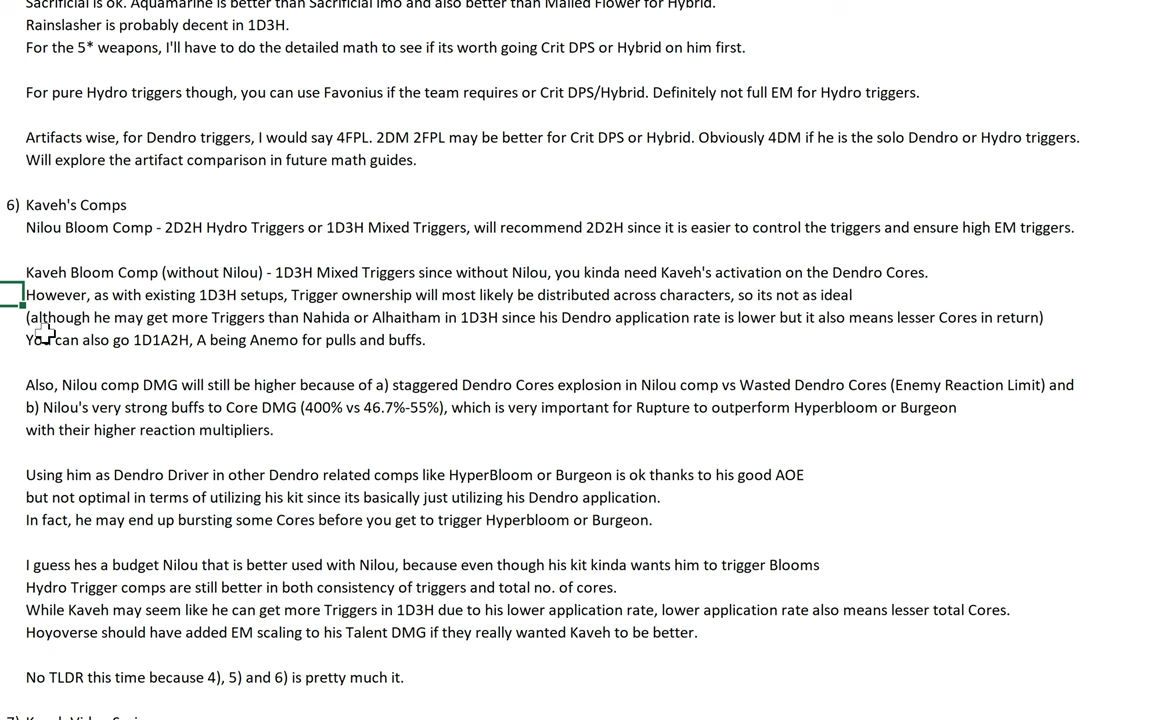 Sacrificial is ok. Aquamarine is better than Sacrificial imo and also better than Mailed Flower for Hybrid.
Rainslasher is probably decent in 1D3H.
For the 5* weapons, I'll have to do the detailed math to see if its worth going Crit DPS or Hybrid on him first.
For pure Hydro triggers though, you can use Favonius if the team requires or Crit DPS/Hybrid. Definitely not full EM for Hydro triggers.
Artifacts wise, for Dendro triggers, I would say 4FPL. 2DM 2FPL may be better for Crit DPS or Hybrid. Obviously 4DM if he is the solo Dendro or Hydro triggers.
Will explore the artifact comparison in future math guides.
6) Kaveh's Comps
Nilou Bloom Comp - 2D2H Hydro Triggers or 1D3H Mixed Triggers, will recommend 2D2H since it is easier to control the triggers and ensure high EM triggers.
Kaveh Bloom Comp (without Nilou) - 1D3H Mixed Triggers since without Nilou, you kinda need Kaveh's activation on the Dendro Cores.
However, as with existing 1D3H setups, Trigger ownership will most likely be distributed across characters, so its not as ideal
(although he may get more Triggers than Nahida or Alhaitham in 1D3H since his Dendro application rate is lower but it also means lesser Cores in return)
You can also go 1D1A2H, A being Anemo for pulls and buffs.
Also, Nilou comp DMG will still be higher because of a) staggered Dendro Cores explosion in Nilou comp vs Wasted Dendro Cores (Enemy Reaction Limit) and
b) Nilou's very strong buffs to Core DMG (400% vs 46.7%-55%), which is very important for Rupture to outperform Hyperbloom or Burgeon
with their higher reaction multipliers.
Using him as Dendro Driver in other Dendro related comps like HyperBloom or Burgeon is ok thanks to his good AOE
but not optimal in terms of utilizing his kit since its basically just utilizing his Dendro application.
In fact, he may end up bursting some Cores before you get to trigger Hyperbloom or Burgeon.
I guess hes a budget Nilou that is better used with Nilou, because even though his kit kinda wants him to trigger Blooms
Hydro Trigger comps are still better in both consistency of triggers and total no. of cores.
While Kaveh may seem like he can get more Triggers in 1D3H due to his lower application rate, lower application rate also means lesser total Cores.
Hoyoverse should have added EM scaling to his Talent DMG if they really wanted Kaveh to be better.
No TLDR this time because 4), 5) and 6) is pretty much it.